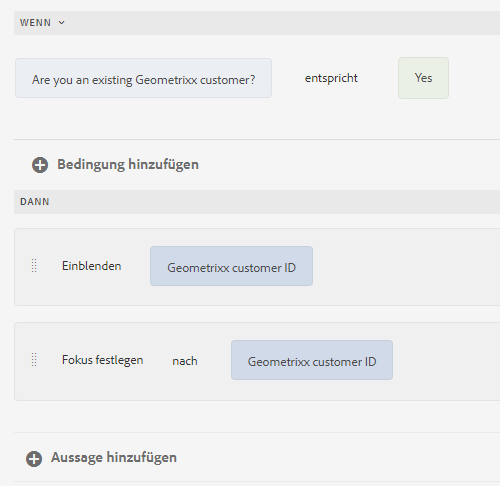 WENN
Are you an existing Geometrixx customer? entspricht Yes
Bedingung hinzufügen
DANN
Einblenden Geometrixx customer ID
Fokus festlegen nach Geometrixx customer ID
Aussage hinzufügen